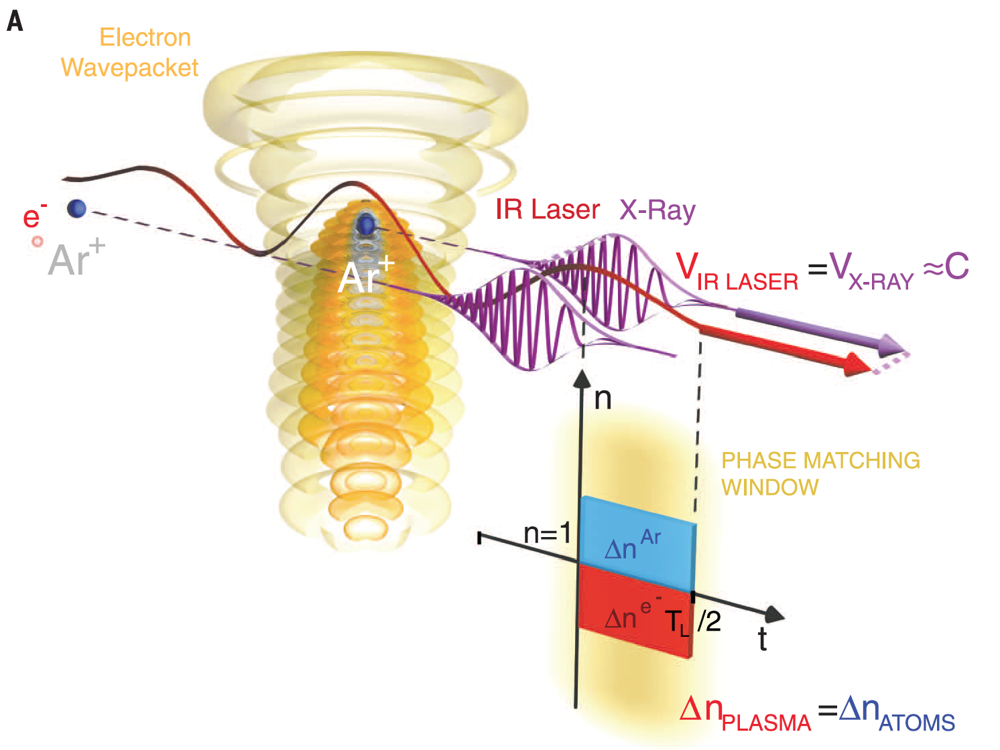 A
Electron
Wavepacket
IR Laser X-Ray
e-
Ar+
Ar+
VIR LASER =VX-RAY ≈C
n
PHASE MATCHING
WINDOW
n=1
ΔnAr
Δne-
TL/2
t
ΔnPLASMA =ΔnATOMS